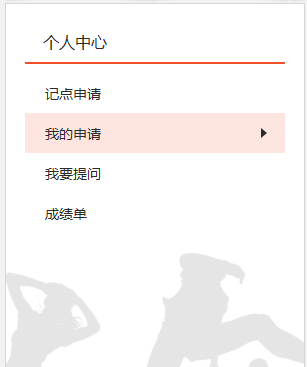 个人中心
记点申请
我的申请
我要提问
成绩单